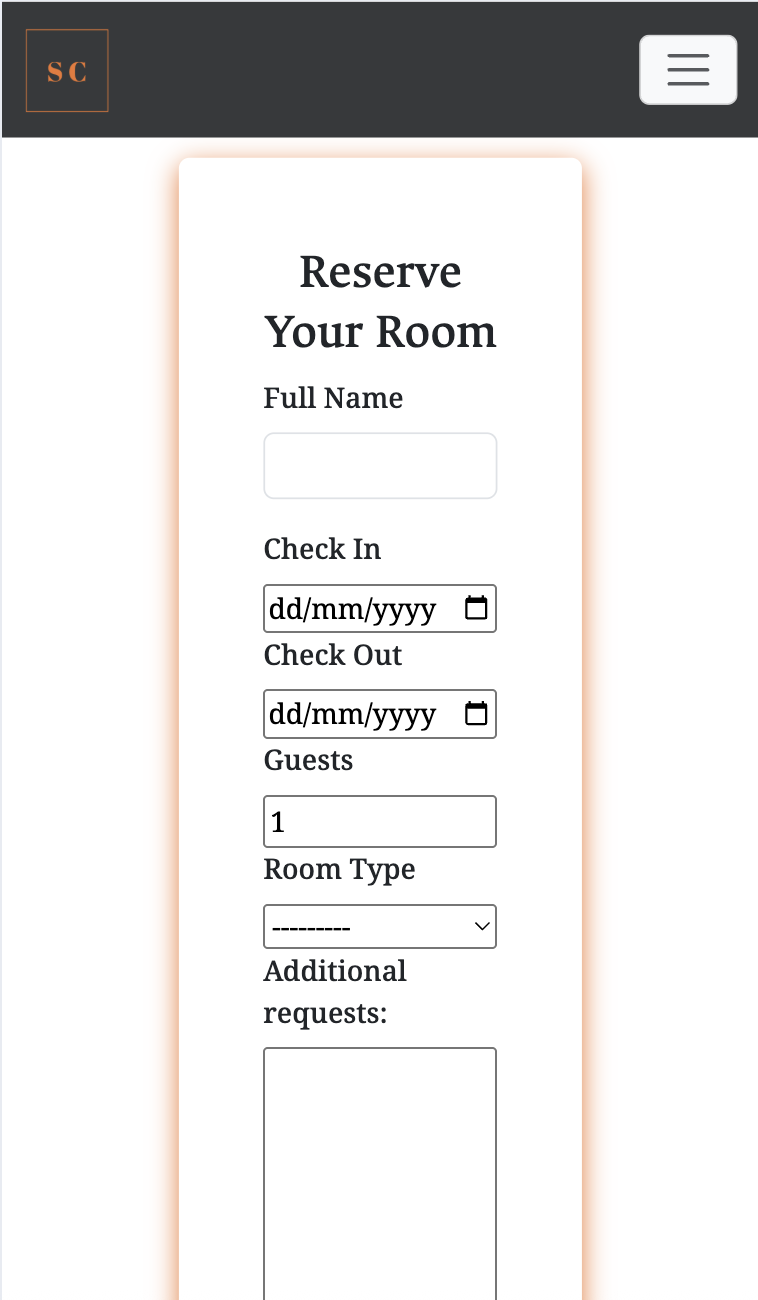 S C
Reserve
Your Room
Full Name
Check In
dd/mm/yyyy
Check Out
dd/mm/yyyy
Guests
1
Room Type
---------
Additional
requests: